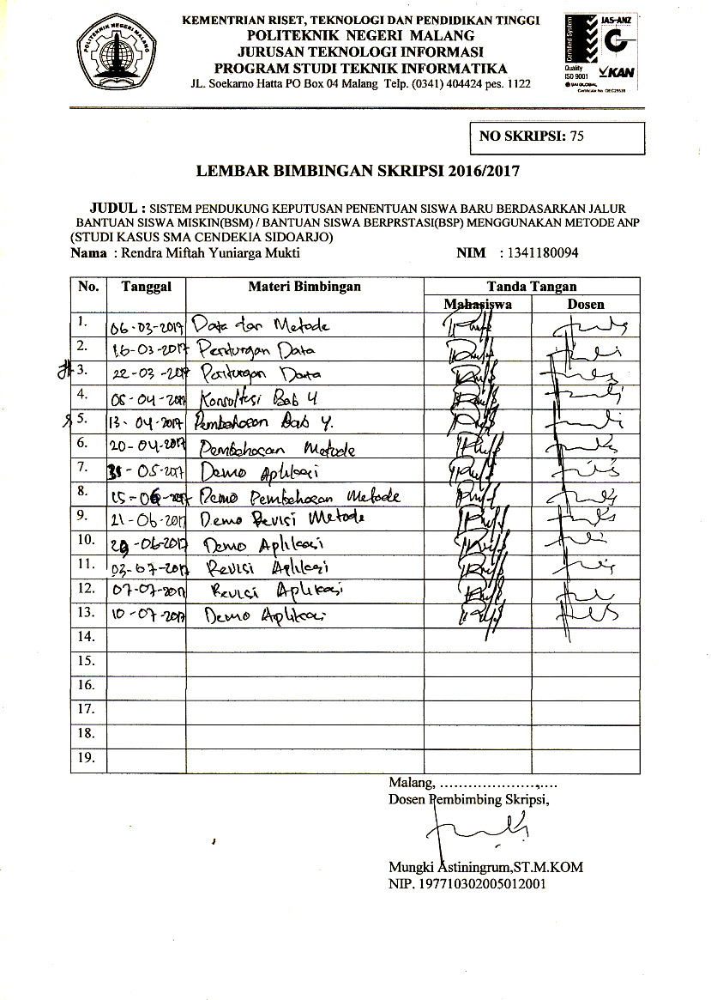 POLITEKNIK NEGERI MALANG
KEMENTRIAN RISET, TEKNOLOGI DAN PENDIDIKAN TINGGI
POLITEKNIK NEGERI MALANG
JURUSAN TEKNOLOGI INFORMASI
PROGRAM STUDI TEKNIK INFORMATIKA
JL. Soekarno Hatta PO Box 04 Malang Telp. (0341) 404424 pes. 1122
Certified System
JAS-ANZ
Quality
ISO 9001
KAN
SAI GLOBAL
NO SKRIPSI: 75
LEMBAR BIMBINGAN SKRIPSI 2016/2017
JUDUL : SISTEM PENDUKUNG KEPUTUSAN PENENTUAN SISWA BARU BERDASARKAN JALUR
BANTUAN SISWA MISKIN(BSM) / BANTUAN SISWA BERPRSTASI(BSP) MENGGUNAKAN METODE ANP
(STUDI KASUS SMA CENDEKIA SIDOARJO)
Nama : Rendra Miftah Yuniarga Mukti NIM : 1341180094
No. Tanggal Materi Bimbingan Tanda Tangan
Mahasiswa Dosen
1. 06-03-2017 Data dan Metode
2. 16-03-2017 Data
3. 22-03-2017 Data
4. 05-04-2017 Konsultasi Bab 4
5. 13-04-2017 Pembahasan Bab 4.
6. 20-04-2017 Pembahasan Metode
7. -05-2017 Demo Aplikasi
8. 15-06-2017 Demo Pembahasan Metode
9. 21-06-2017 Demo Revisi Metode
10. 29-06-2017 Demo Aplikasi
11. 03-07-2017 Revisi Aplikasi
12. 07-07-2017 Revisi Aplikasi
13. 10-07-2017 Demo Aplikasi
14.
15.
16.
17.
18.
19.
Malang, .....................,....
Dosen Pembimbing Skripsi,
Mungki Astiningrum,ST.M.KOM
NIP. 197710302005012001